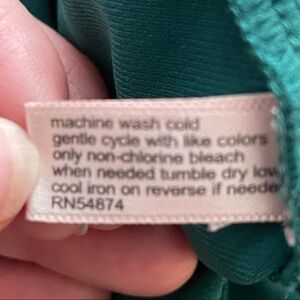 machine wash cold
gentle cycle with like colors
only non-chlorine bleach
when needed tumble dry low
cool iron on reverse if neede
RN54874